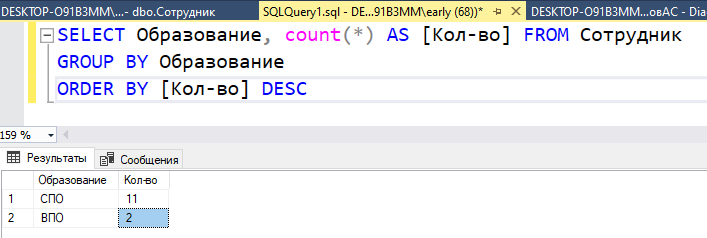 DESKTOP-O91B3MM\...- dbo.Сотрудник SQLQuery1.sql - DE...91B3MM\early (68))* DESKTOP-O91B3MM...овАС - Dia
SELECT Образование, count(*) AS [Кол-во] FROM Сотрудник
GROUP BY Образование
ORDER BY [Кол-во] DESC
159 %
Результаты Сообщения
Образование Кол-во
1 СПО 11
2 ВПО 2